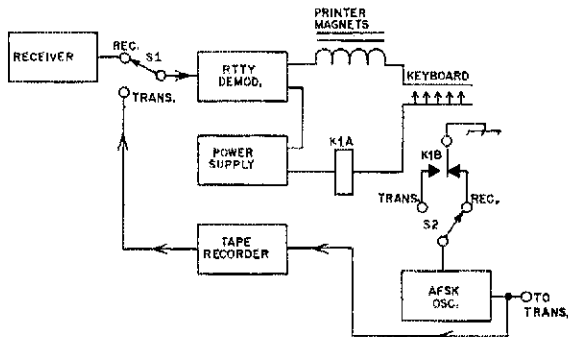 PRINTER
MAGNETS
RECEIVER
REC.
S1
RTTY
DEMOD.
KEYBOARD
TRANS.
POWER
SUPPLY
K1A
K1B
TRANS.
REC.
S2
TAPE
RECORDER
AFSK
OSC.
TO
TRANS.